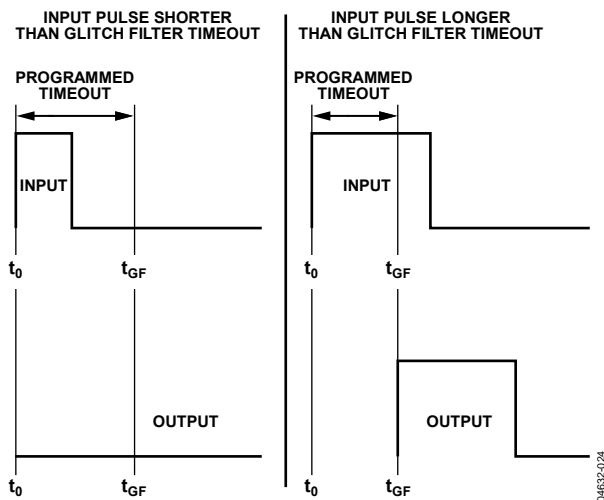 INPUT PULSE SHORTER
THAN GLITCH FILTER TIMEOUT
INPUT PULSE LONGER
THAN GLITCH FILTER TIMEOUT
PROGRAMMED
TIMEOUT
PROGRAMMED
TIMEOUT
INPUT
INPUT
t0
tGF
t0
tGF
OUTPUT
OUTPUT
t0
tGF
t0
tGF
04632-024